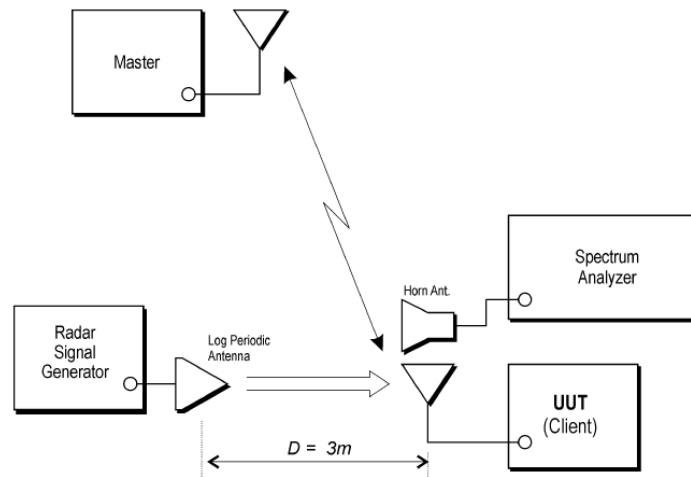 Master
Spectrum
Analyzer
Horn Ant.
Radar
Signal
Generator
Log Periodic
Antenna
UUT
(Client)
D = 3m